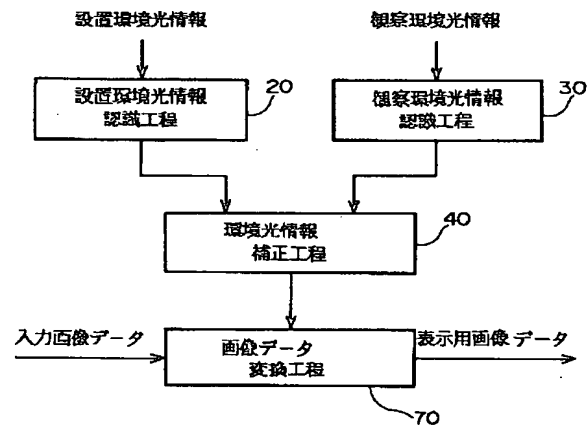 設置環境光情報
観察環境光情報
設置環境光情報
認識工程
20
観察環境光情報
認識工程
30
環境光情報
補正工程
40
入力画像データ
画像データ
変換工程
表示用画像データ
70